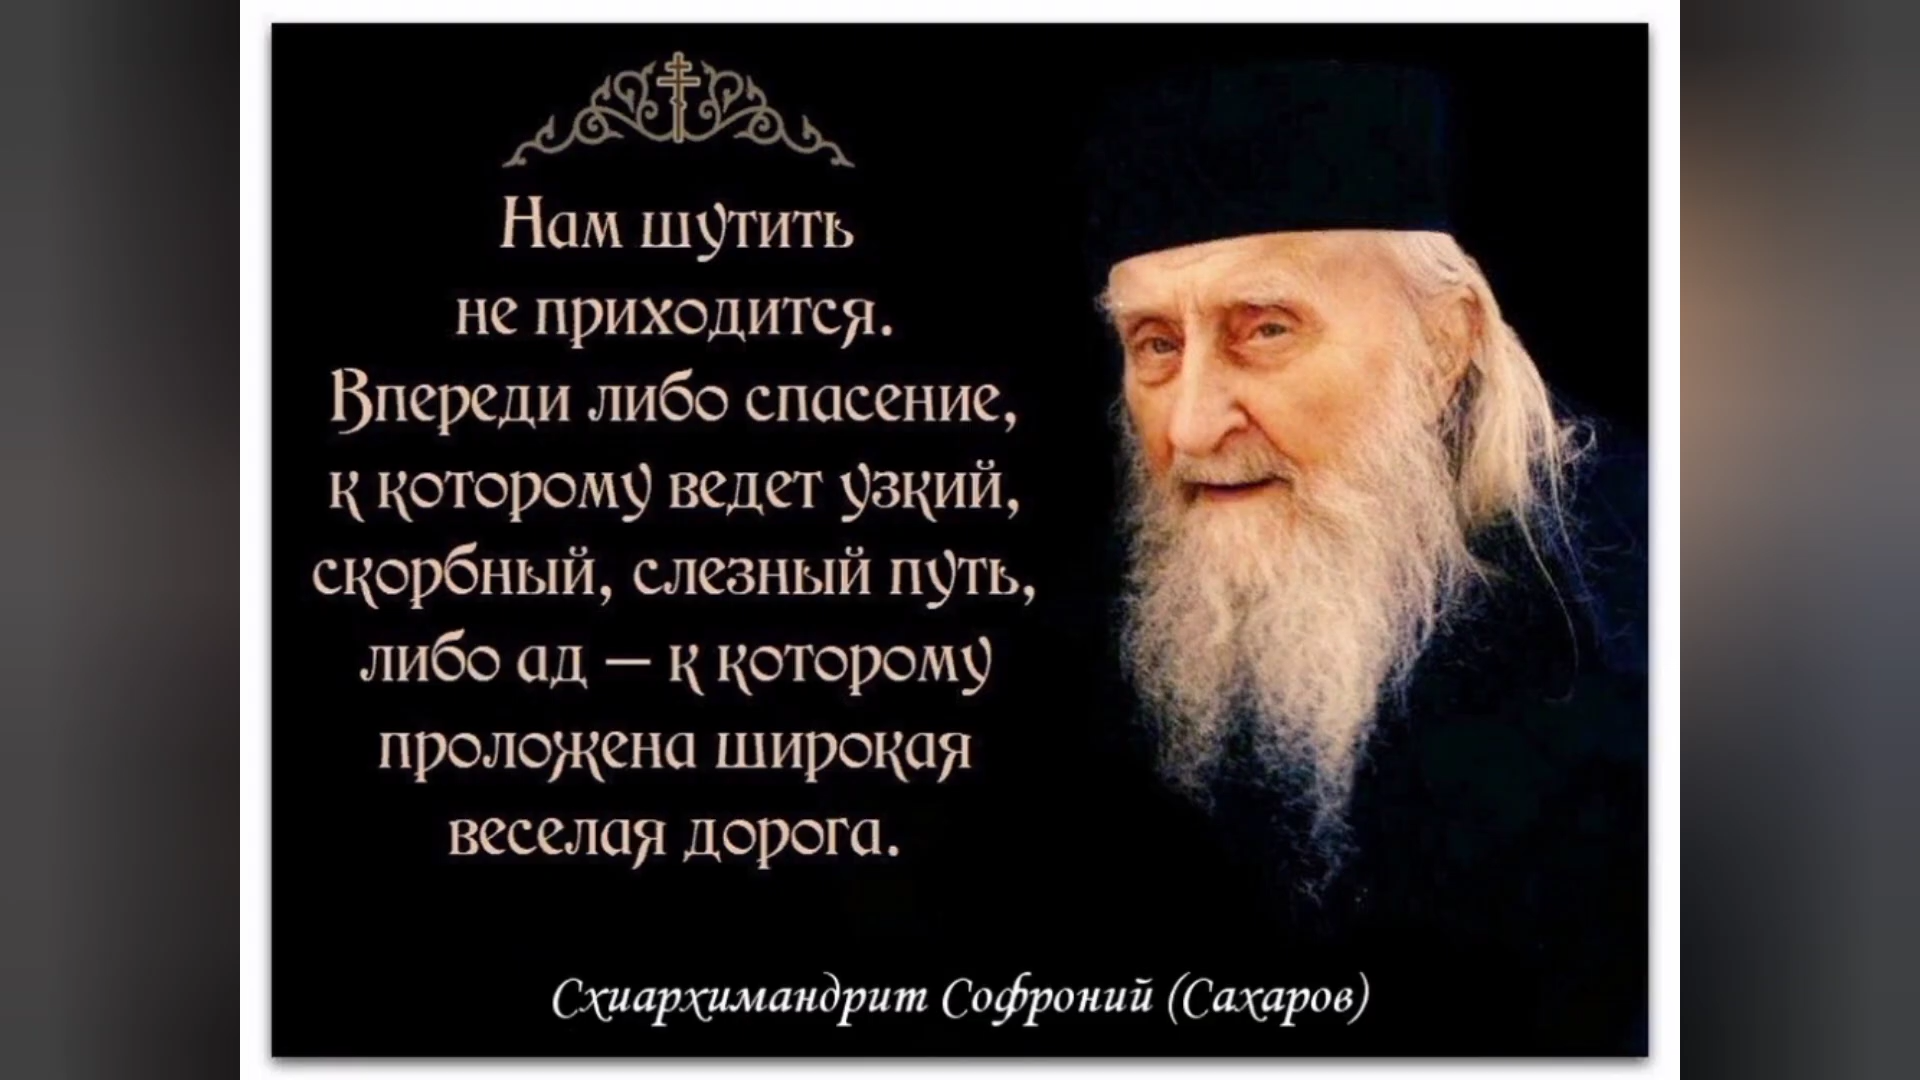 Нам шутить
не приходится.
Впереди либо спасение,
к которому ведет узкий,
скорбный, слезный путь,
либо ад — к которому
проложена широкая
веселая дорога.
Схиархимандрит Софроний (Сахаров)